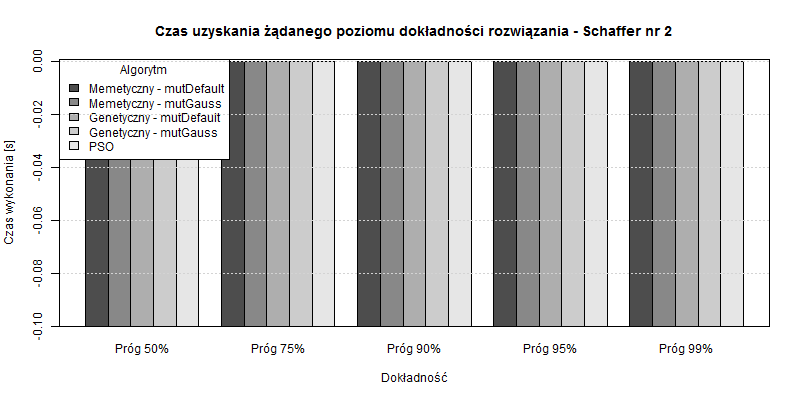 Czas uzyskania żądanego poziomu dokładności rozwiązania - Schaffer nr 2
Czas wykonania [s]
0.00
-0.02
-0.04
-0.06
-0.08
-0.10
Algorytm
Memetyczny - mutDefault
Memetyczny - mutGauss
Genetyczny - mutDefault
Genetyczny - mutGauss
PSO
Próg 50% Próg 75% Próg 90% Próg 95% Próg 99%
Dokładność